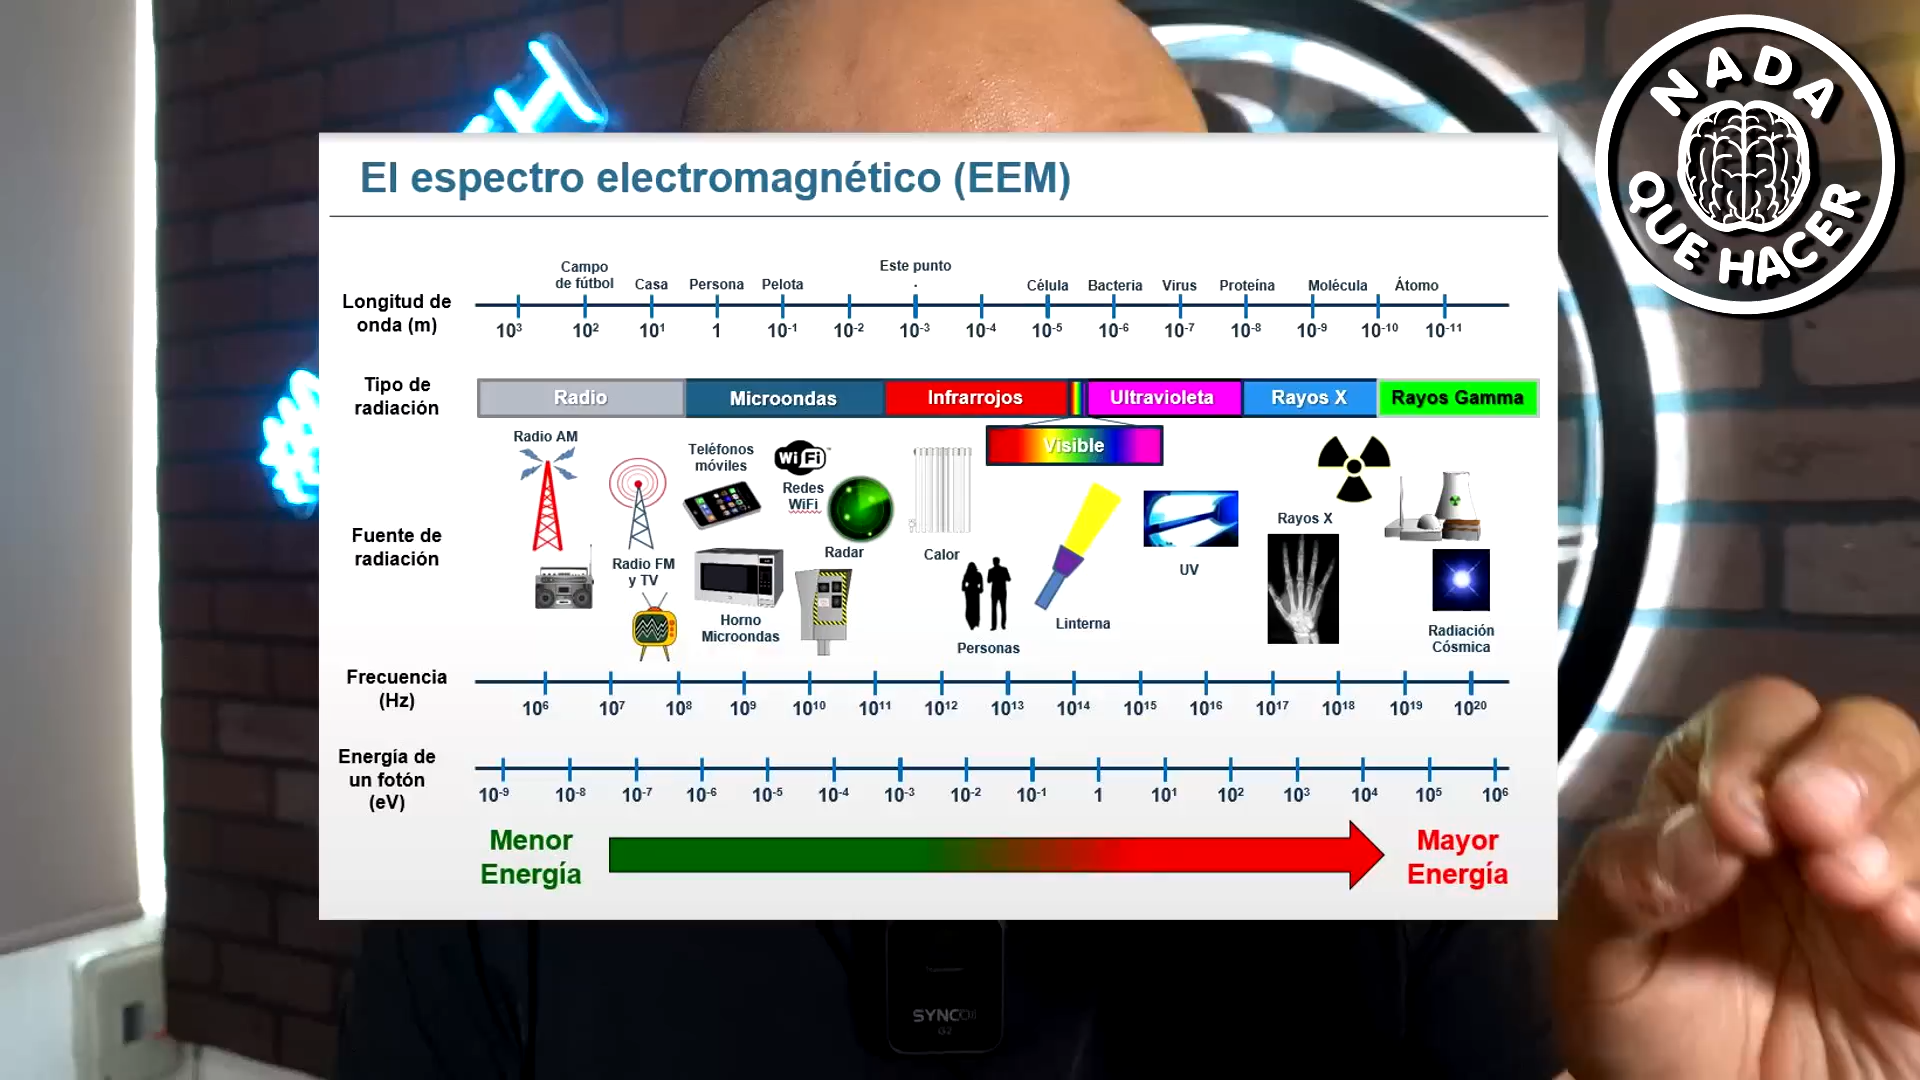 NADA
QUE HACER
El espectro electromagnético (EEM)
Campo
de fútbol
Casa
Persona
Pelota
Este punto
.
Célula
Bacteria
Virus
Proteína
Molécula
Átomo
Longitud de
onda (m)
10³ 10² 10¹ 1 10⁻¹ 10⁻² 10⁻³ 10⁻⁴ 10⁻⁵ 10⁻⁶ 10⁻⁷ 10⁻⁸ 10⁻⁹ 10⁻¹⁰ 10⁻¹¹
Tipo de
radiación
Radio Microondas Infrarrojos Ultravioleta Rayos X Rayos Gamma
Visible
Fuente de
radiación
Radio AM
Radio FM
y TV
Teléfonos
móviles
Wi Fi
Redes
WiFi
Radar
Horno
Microondas
Calor
Personas
Linterna
UV
Rayos X
Radiación
Cósmica
Frecuencia
(Hz)
10⁶ 10⁷ 10⁸ 10⁹ 10¹⁰ 10¹¹ 10¹² 10¹³ 10¹⁴ 10¹⁵ 10¹⁶ 10¹⁷ 10¹⁸ 10¹⁹ 10²⁰
Energía de
un fotón
(eV)
10⁻⁹ 10⁻⁸ 10⁻⁷ 10⁻⁶ 10⁻⁵ 10⁻⁴ 10⁻³ 10⁻² 10⁻¹ 1 10¹ 10² 10³ 10⁴ 10⁵ 10⁶
Menor
Energía
Mayor
Energía
SYNCO
G2